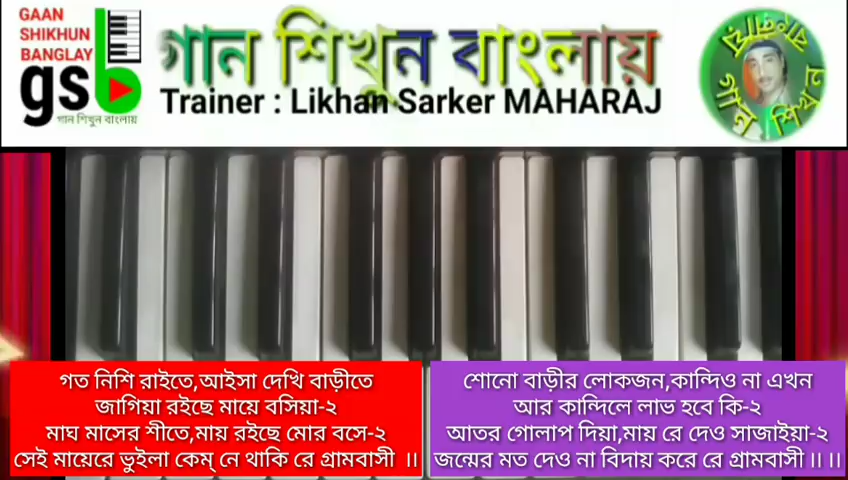 GAAN
SHIKHUN
BANGLAY
gsb
গান শিখুন বাংলায়
গান শিখুন বাংলায়
Trainer : Likhan Sarker MAHARAJ
গান শিখুন বাংলায়
গত নিশি রাইতে,আইসা দেখি বাড়ীতে
জাগিয়া রইছে মায়ে বসিয়া-২
মাঘ মাসের শীতে,মায় রইছে মোর বসে-২
সেই মায়েরে ভুইলা কেম্ নে থাকি রে গ্রামবাসী ।।
শোনো বাড়ীর লোকজন,কান্দিও না এখন
আর কান্দিলে লাভ হবে কি-২
আতর গোলাপ দিয়া,মায় রে দেও সাজাইয়া-২
জন্মের মত দেও না বিদায় করে রে গ্রামবাসী ।। ।।